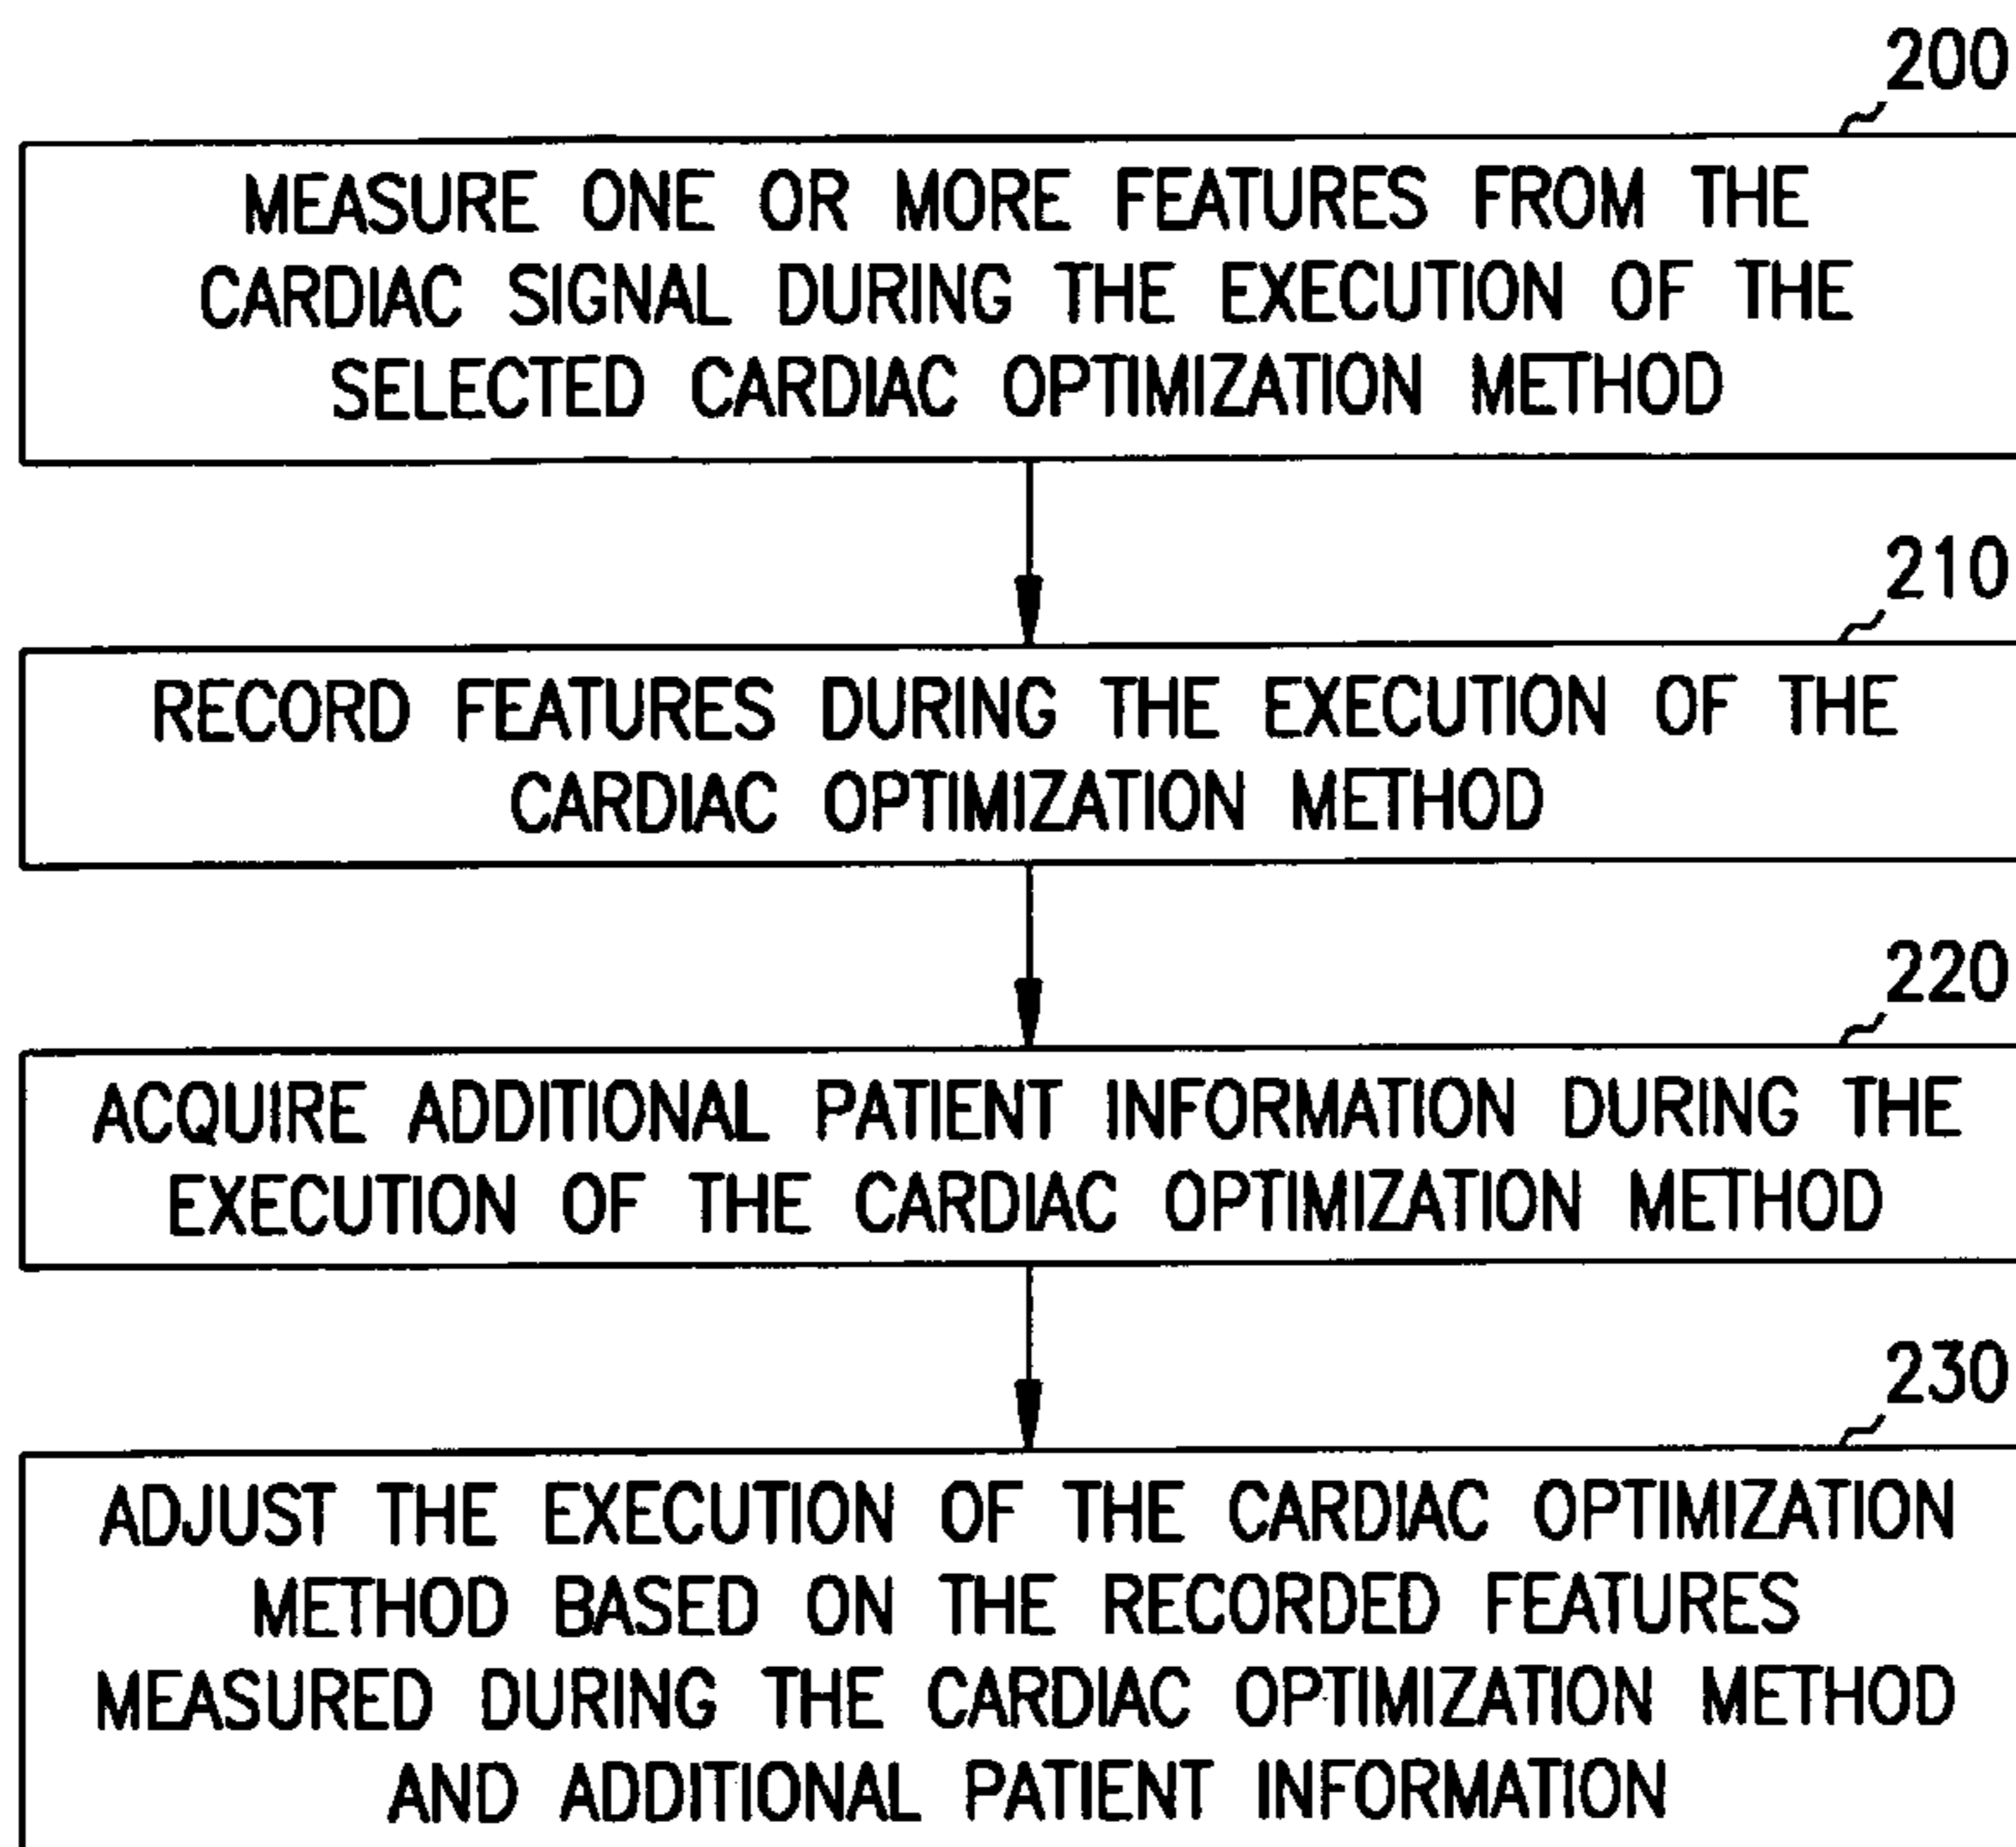 200
MEASURE ONE OR MORE FEATURES FROM THE
CARDIAC SIGNAL DURING THE EXECUTION OF THE
SELECTED CARDIAC OPTIMIZATION METHOD
210
RECORD FEATURES DURING THE EXECUTION OF THE
CARDIAC OPTIMIZATION METHOD
220
ACQUIRE ADDITIONAL PATIENT INFORMATION DURING THE
EXECUTION OF THE CARDIAC OPTIMIZATION METHOD
230
ADJUST THE EXECUTION OF THE CARDIAC OPTIMIZATION
METHOD BASED ON THE RECORDED FEATURES
MEASURED DURING THE CARDIAC OPTIMIZATION METHOD
AND ADDITIONAL PATIENT INFORMATION